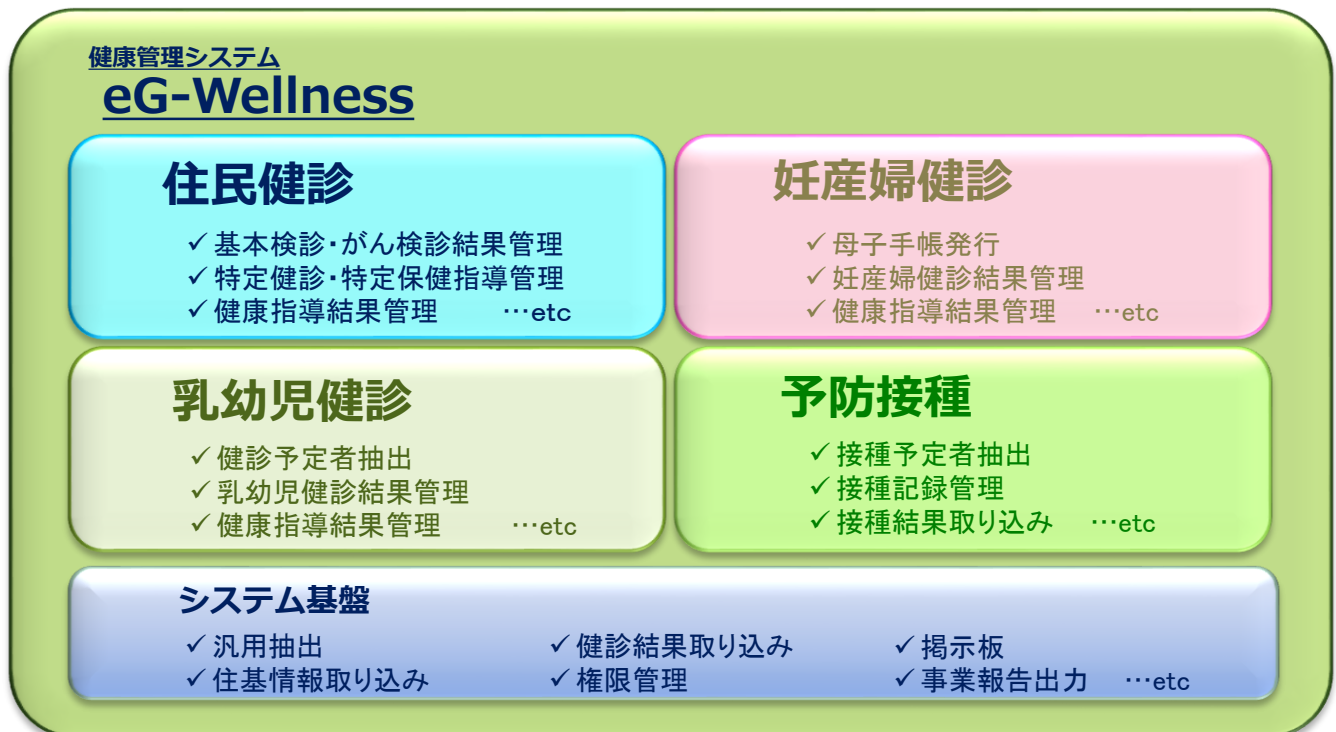 健康管理システム
eG-Wellness
住民健診
✓基本検診・がん検診結果管理
✓特定健診・特定保健指導管理
✓健康指導結果管理 …etc
妊産婦健診
✓母子手帳発行
✓妊産婦健診結果管理
✓健康指導結果管理 …etc
乳幼児健診
✓健診予定者抽出
✓乳幼児健診結果管理
✓健康指導結果管理 …etc
予防接種
✓接種予定者抽出
✓接種記録管理
✓接種結果取り込み …etc
システム基盤
✓汎用抽出 ✓健診結果取り込み ✓掲示板
✓住基情報取り込み ✓権限管理 ✓事業報告出力 …etc